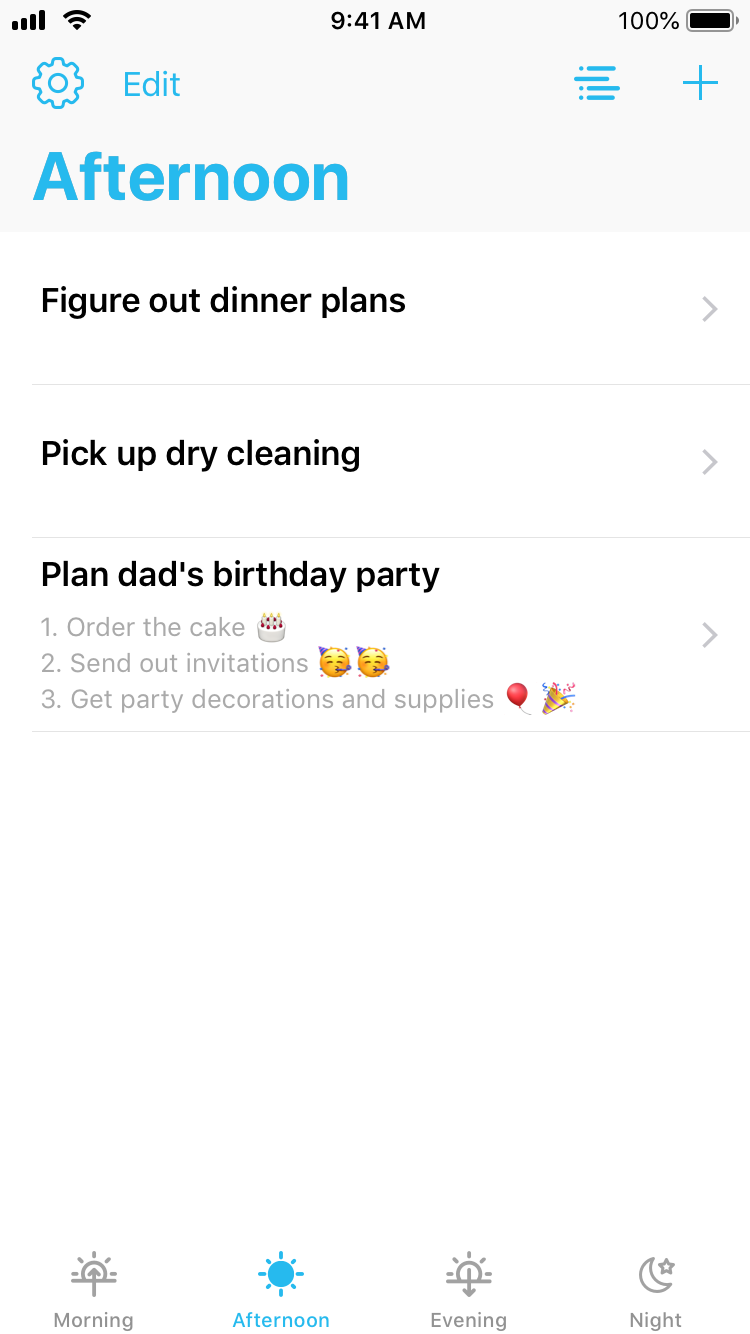 9:41 AM 100%
Edit
Afternoon
Figure out dinner plans
Pick up dry cleaning
Plan dad's birthday party
1. Order the cake 🎂
2. Send out invitations 🥳🥳
3. Get party decorations and supplies 🎈🎉
Morning Afternoon Evening Night